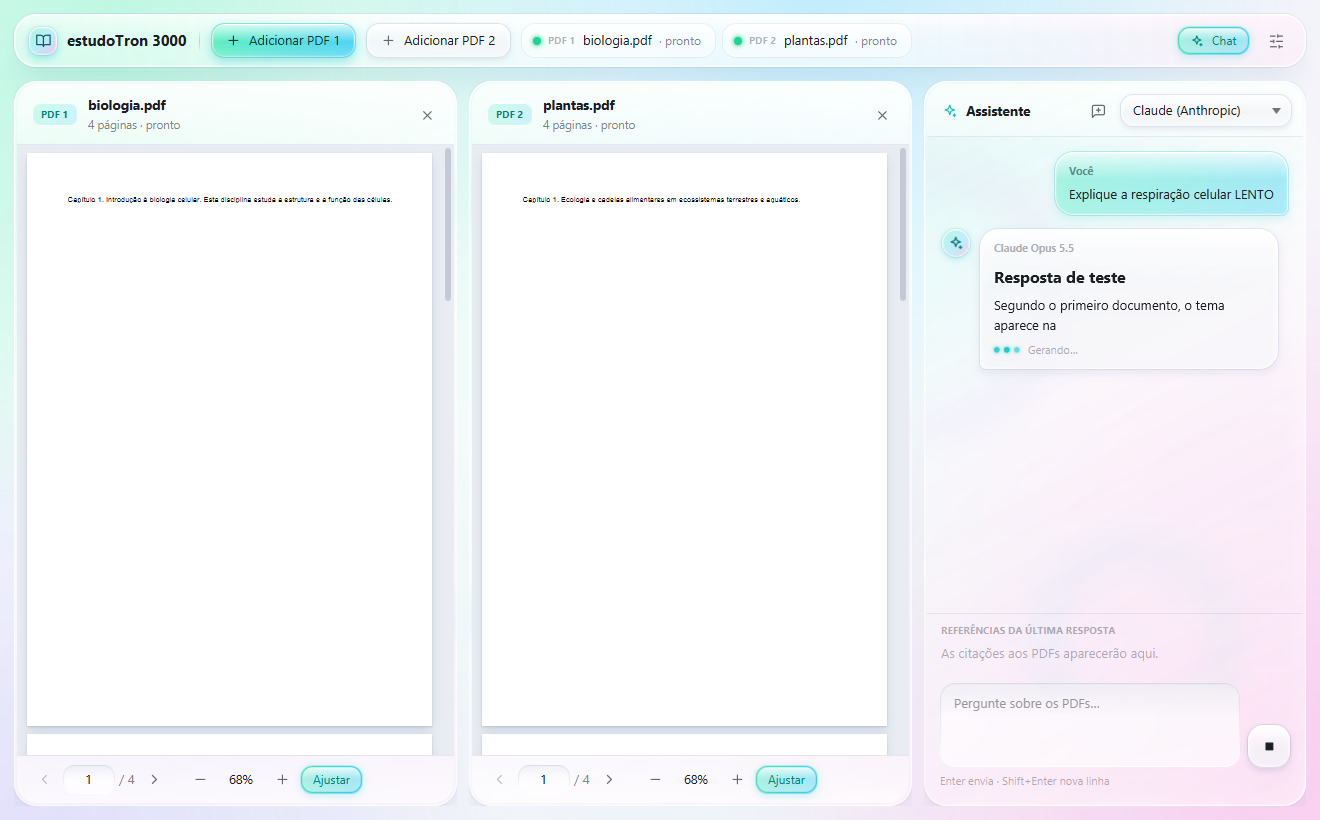 estudoTron 3000
Adicionar PDF 1
Adicionar PDF 2
PDF 1 biologia.pdf · pronto
PDF 2 plantas.pdf · pronto
Chat
PDF 1
biologia.pdf
4 páginas · pronto
Capítulo 1. Introdução à biologia celular. Esta disciplina estuda a estrutura e a função das células.
1 / 4
68%
Ajustar
PDF 2
plantas.pdf
4 páginas · pronto
Capítulo 1. Ecologia e cadeias alimentares em ecossistemas terrestres e aquáticos.
1 / 4
68%
Ajustar
Assistente
Claude (Anthropic)
Você
Explique a respiração celular LENTO
Claude Opus 5.5
Resposta de teste
Segundo o primeiro documento, o tema
aparece na
Gerando...
REFERÊNCIAS DA ÚLTIMA RESPOSTA
As citações aos PDFs aparecerão aqui.
Pergunte sobre os PDFs...
Enter envia · Shift+Enter nova linha